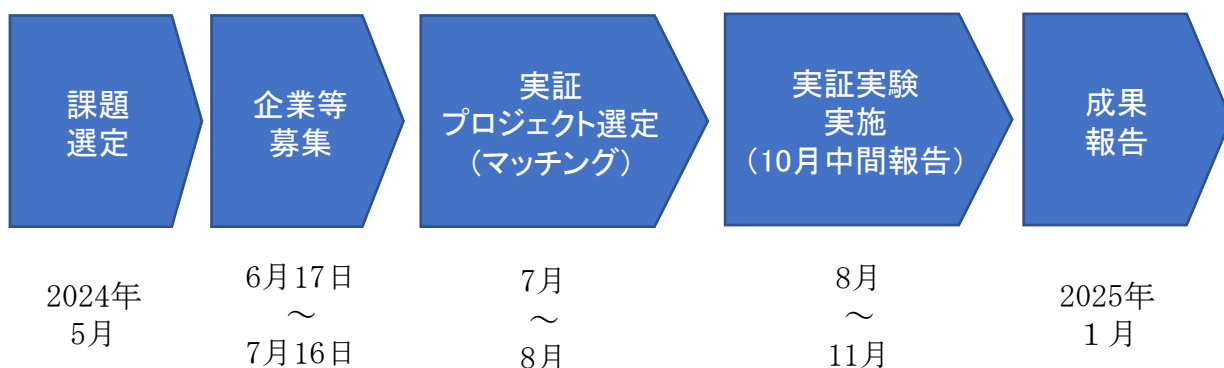 課題
選定
企業等
募集
実証
プロジェクト選定
(マッチング)
実証実験
実施
(10月中間報告)
成果
報告
2024年
5月
6月17日
～
7月16日
7月
～
8月
8月
～
11月
2025年
１月